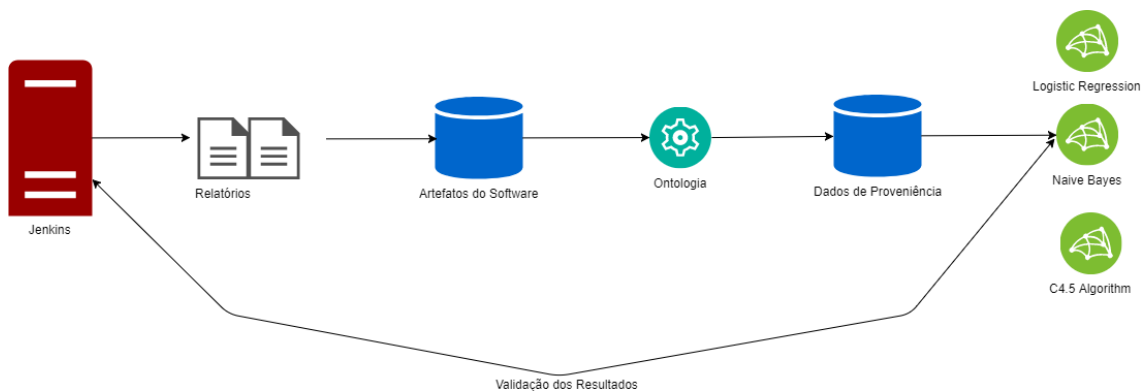 Logistic Regression
Relatórios
Artefatos do Software
Ontologia
Dados de Proveniência
Naive Bayes
Jenkins
C4.5 Algorithm
Validação dos Resultados